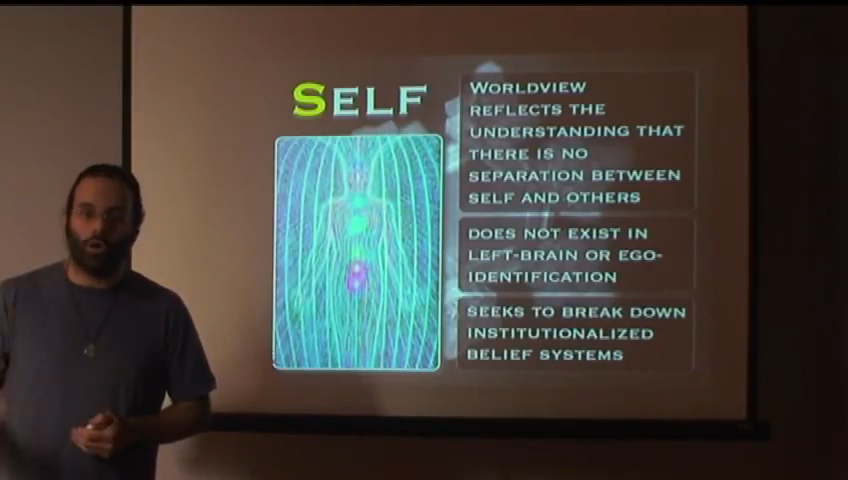 SELF
WORLDVIEW
REFLECTS THE
UNDERSTANDING THAT
THERE IS NO
SEPARATION BETWEEN
SELF AND OTHERS
DOES NOT EXIST IN
LEFT-BRAIN OR EGO-
IDENTIFICATION
SEEKS TO BREAK DOWN
INSTITUTIONALIZED
BELIEF SYSTEMS